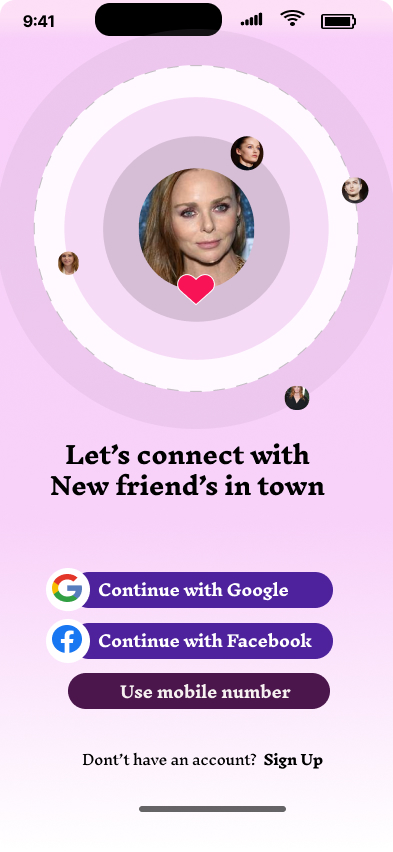 9:41
Let's connect with
New friend's in town
Continue with Google
Continue with Facebook
Use mobile number
Dont't have an account? Sign Up